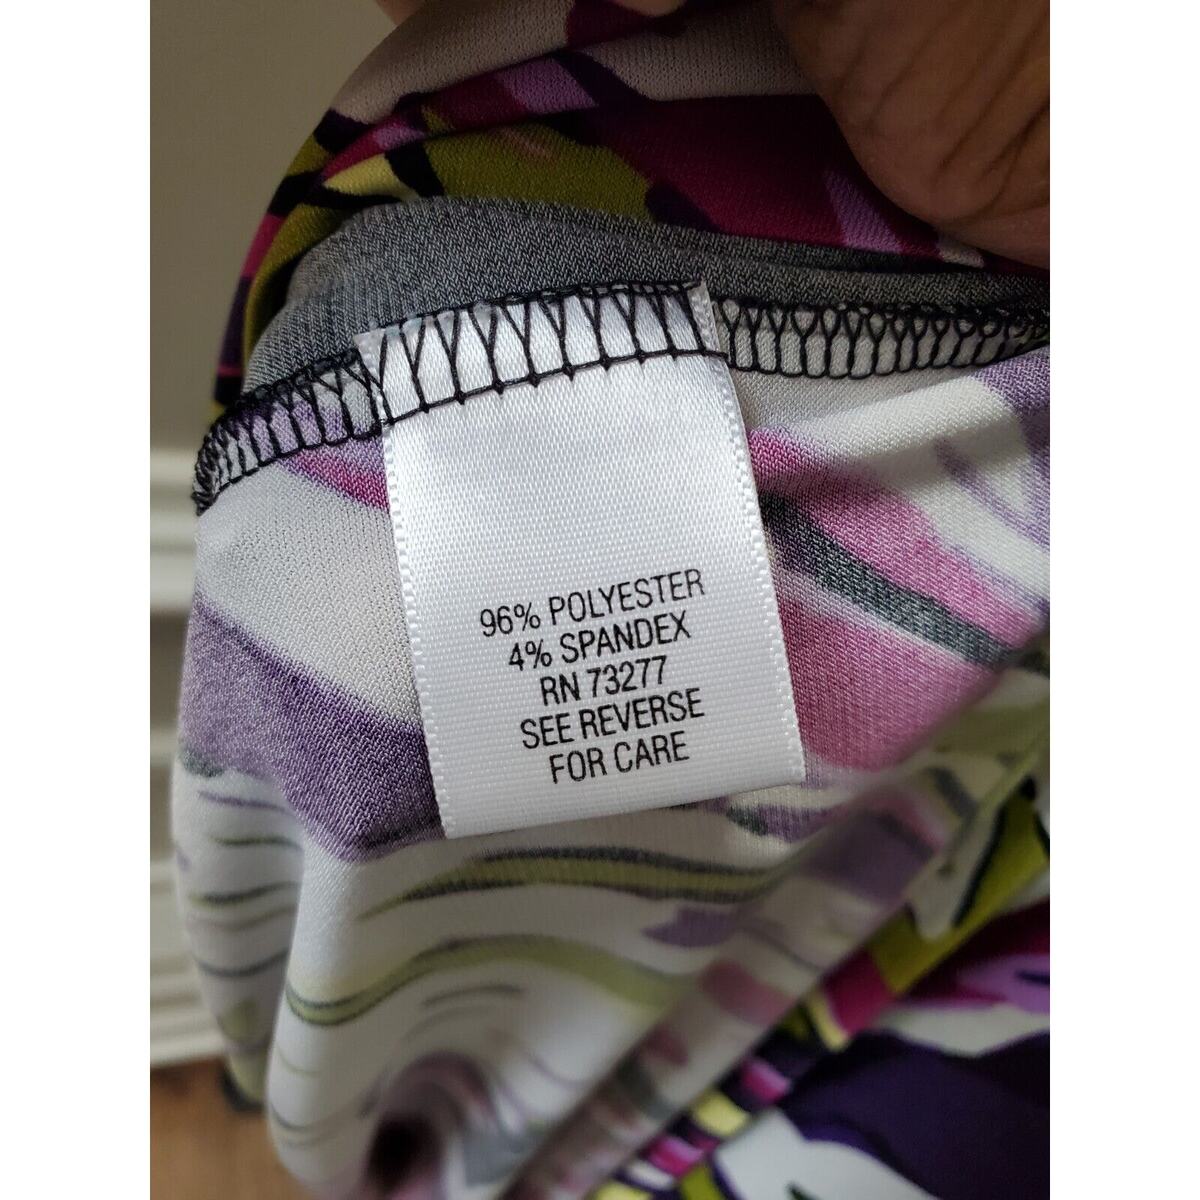 96% POLYESTER
4% SPANDEX
RN 73277
SEE REVERSE
FOR CARE